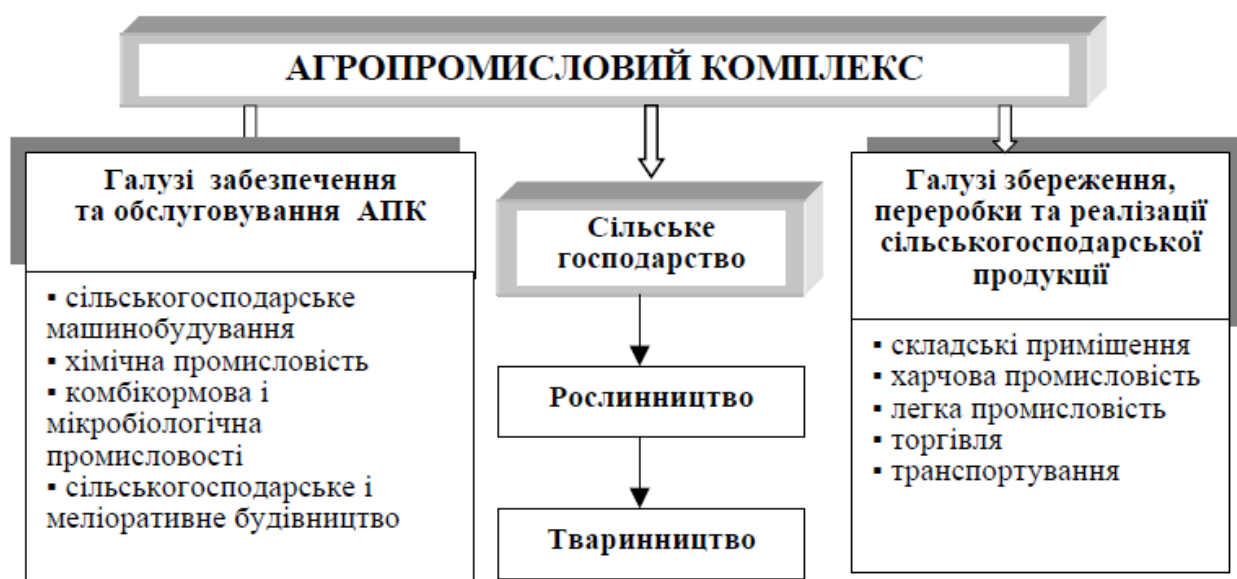 АГРОПРОМИСЛОВИЙ КОМПЛЕКС
Галузі забезпечення
та обслуговування АПК
▪ сільськогосподарське
машинобудування
▪ хімічна промисловість
▪ комбікормова і
мікробіологічна
промисловості
▪ сільськогосподарське і
меліоративне будівництво
Сільське
господарство
Рослинництво
Тваринництво
Галузі збереження,
переробки та реалізації
сільськогосподарської
продукції
▪ складські приміщення
▪ харчова промисловість
▪ легка промисловість
▪ торгівля
▪ транспортування